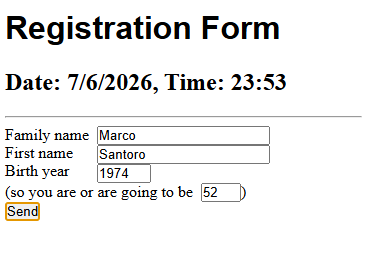 Registration Form
Date: 7/6/2026, Time: 23:53
Family name Marco
First name Santoro
Birth year 1974
(so you are or are going to be 52)
Send